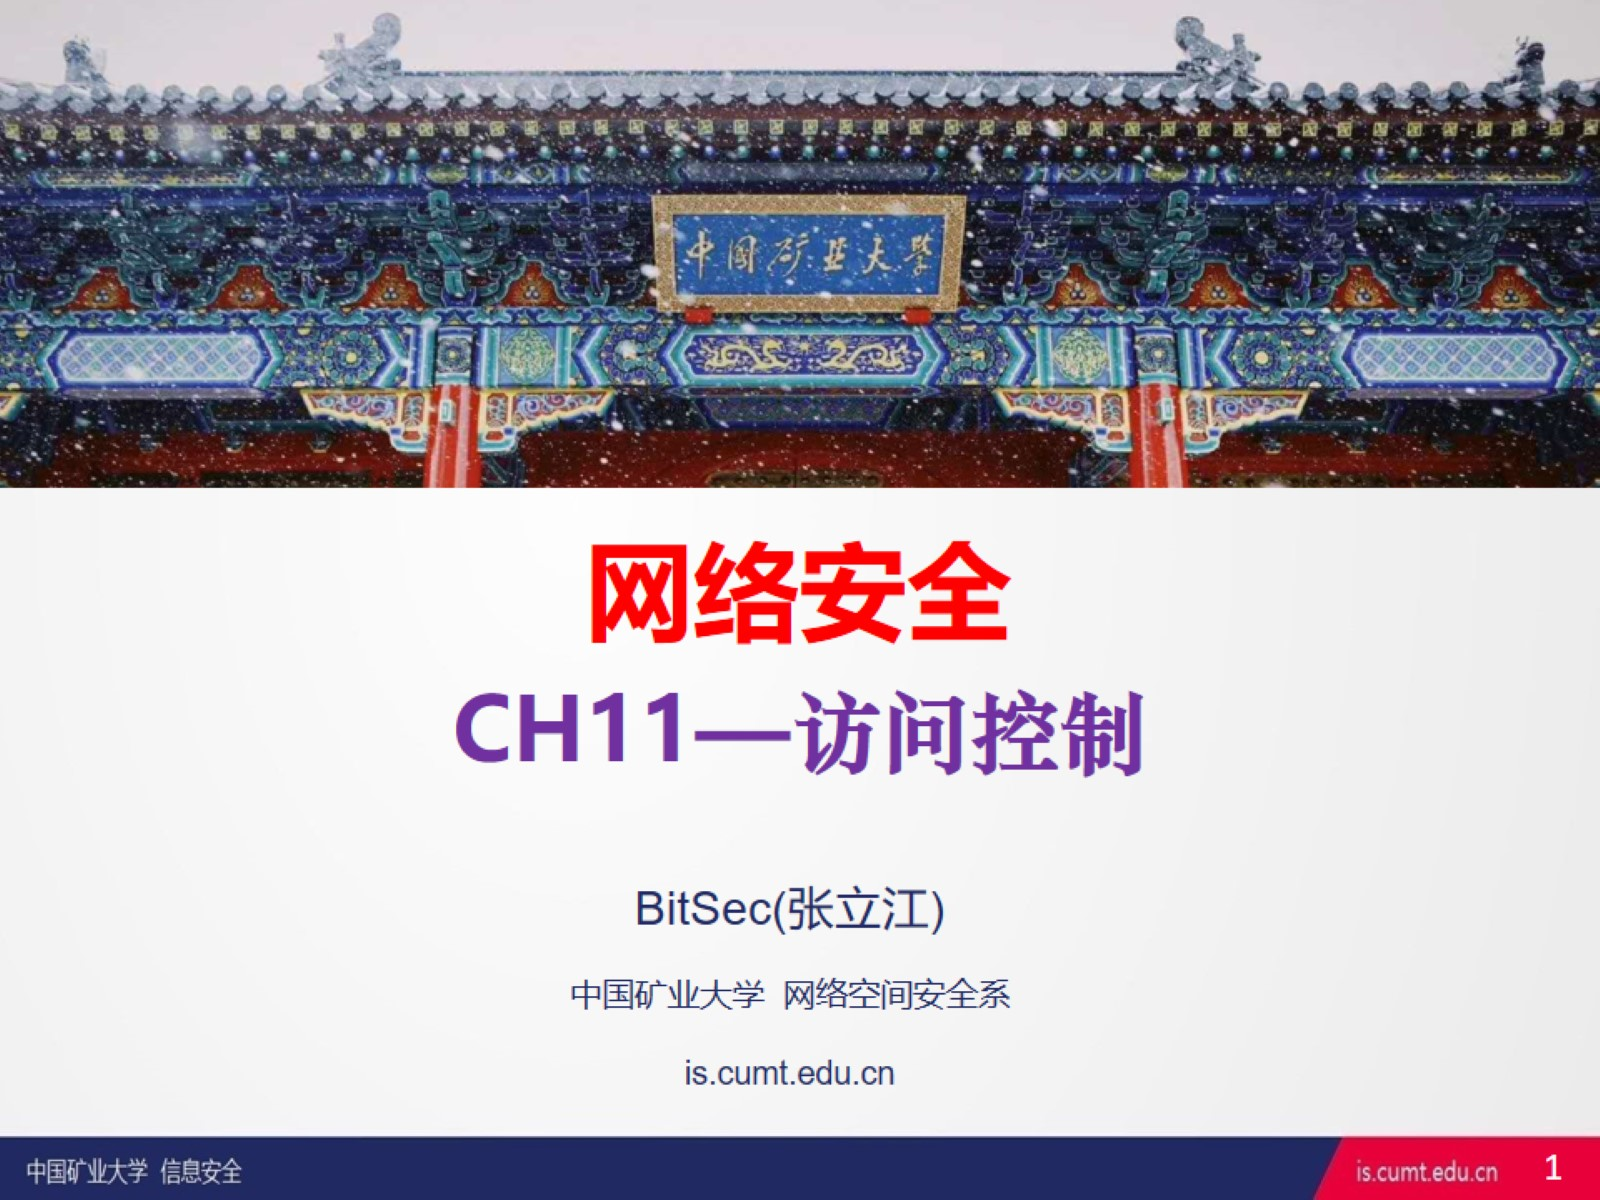 中国矿业大學
网络安全
CH11—访问控制
BitSec(张立江)
中国矿业大学 网络空间安全系
is.cumt.edu.cn
中国矿业大学 信息安全
is.cumt.edu.cn
1